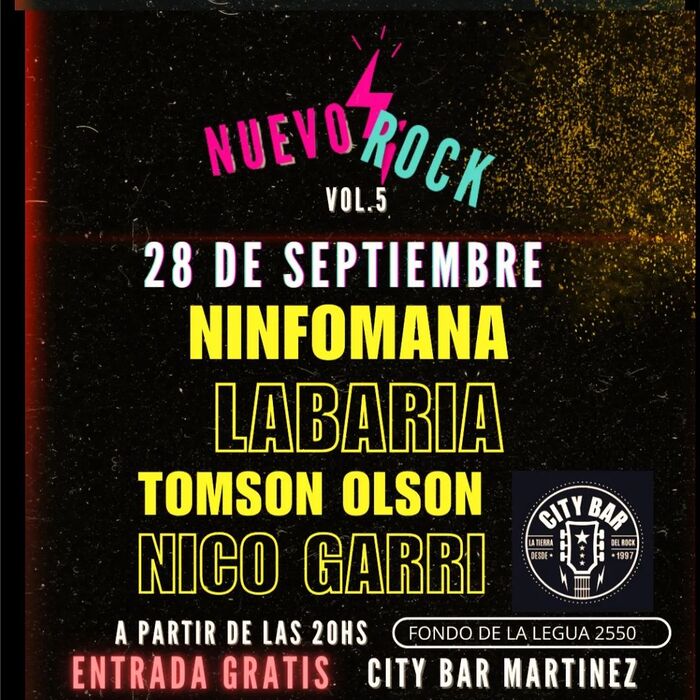 NUEVO ROCK
VOL.5
28 DE SEPTIEMBRE
NINFOMANA
LABARIA
TOMSON OLSON
NICO GARRI
CITY BAR
LA TIERRA DEL ROCK
DESDE 1997
A PARTIR DE LAS 20HS
FONDO DE LA LEGUA 2550
ENTRADA GRATIS
CITY BAR MARTINEZ